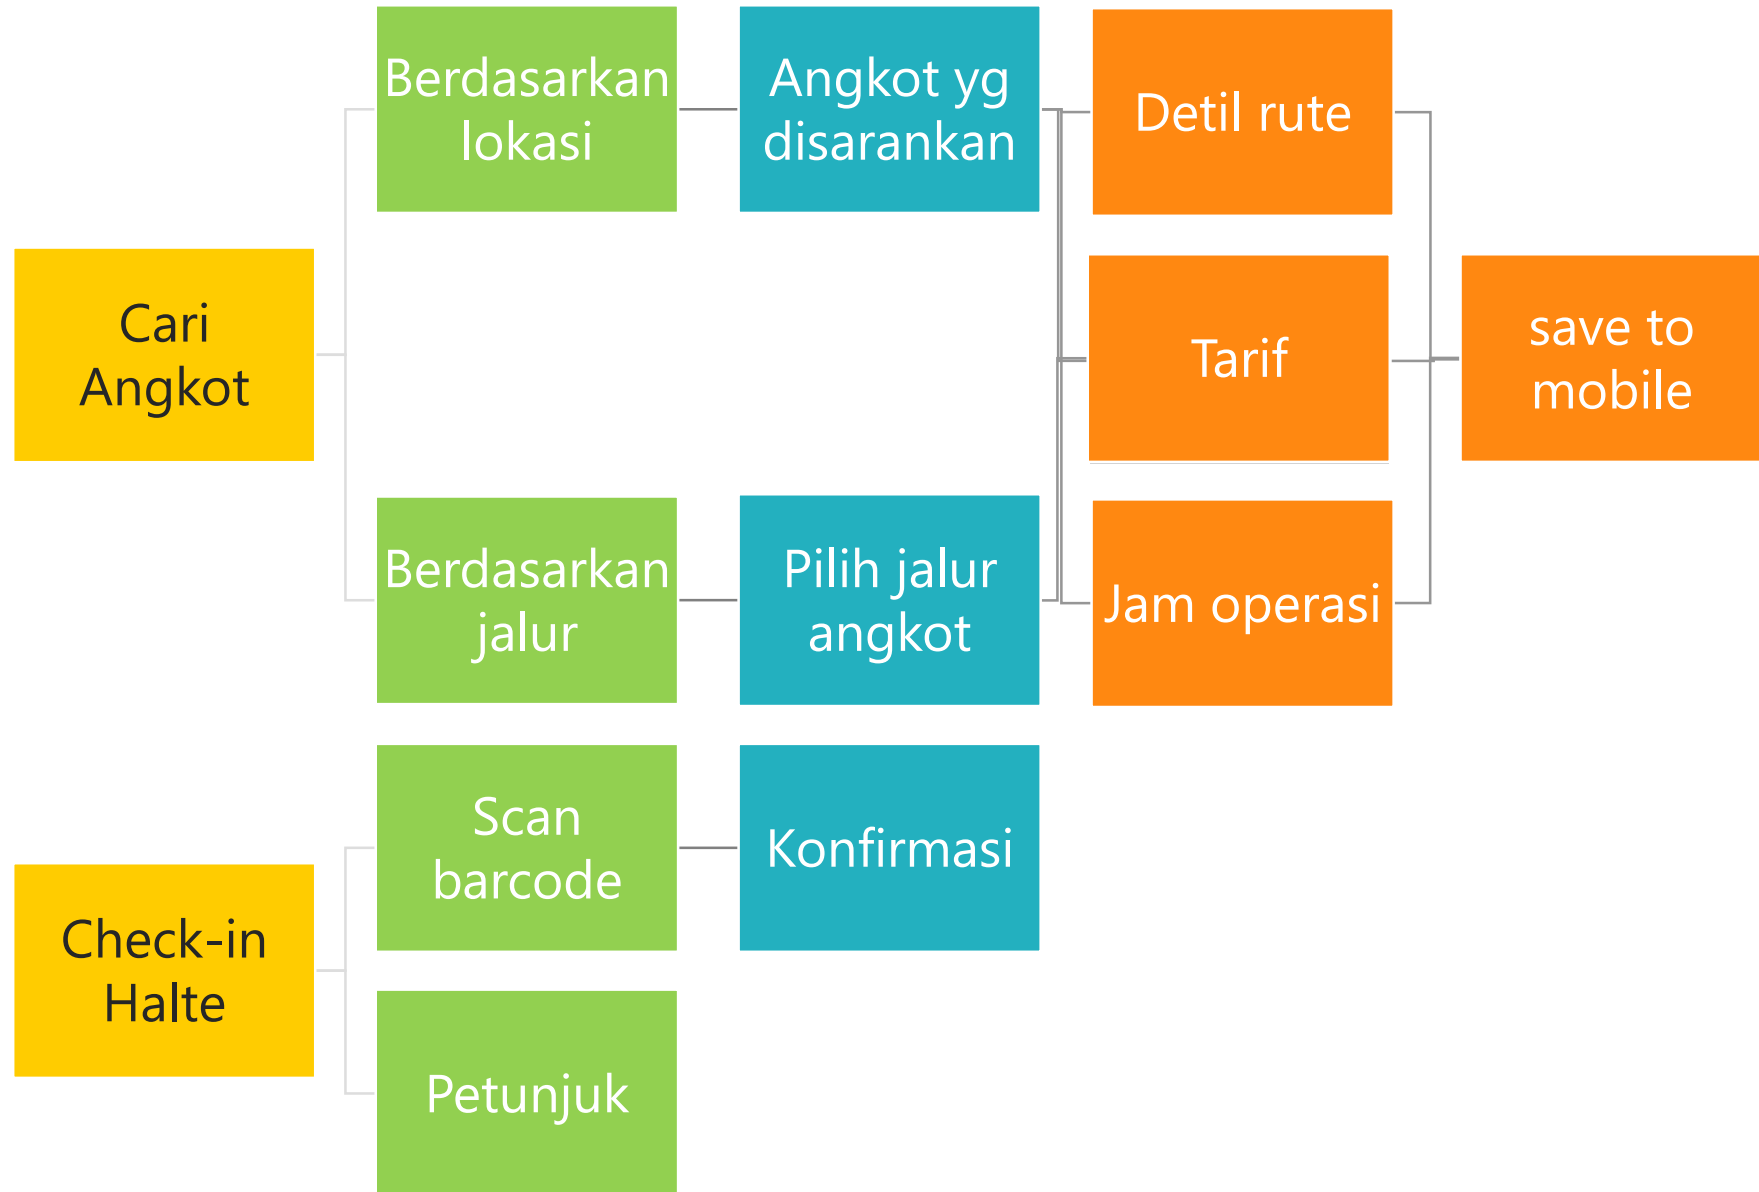 Cari
Angkot
Berdasarkan
lokasi
Angkot yg
disarankan
Berdasarkan
jalur
Pilih jalur
angkot
Detil rute
Tarif
Jam operasi
save to
mobile
Check-in
Halte
Scan
barcode
Konfirmasi
Petunjuk